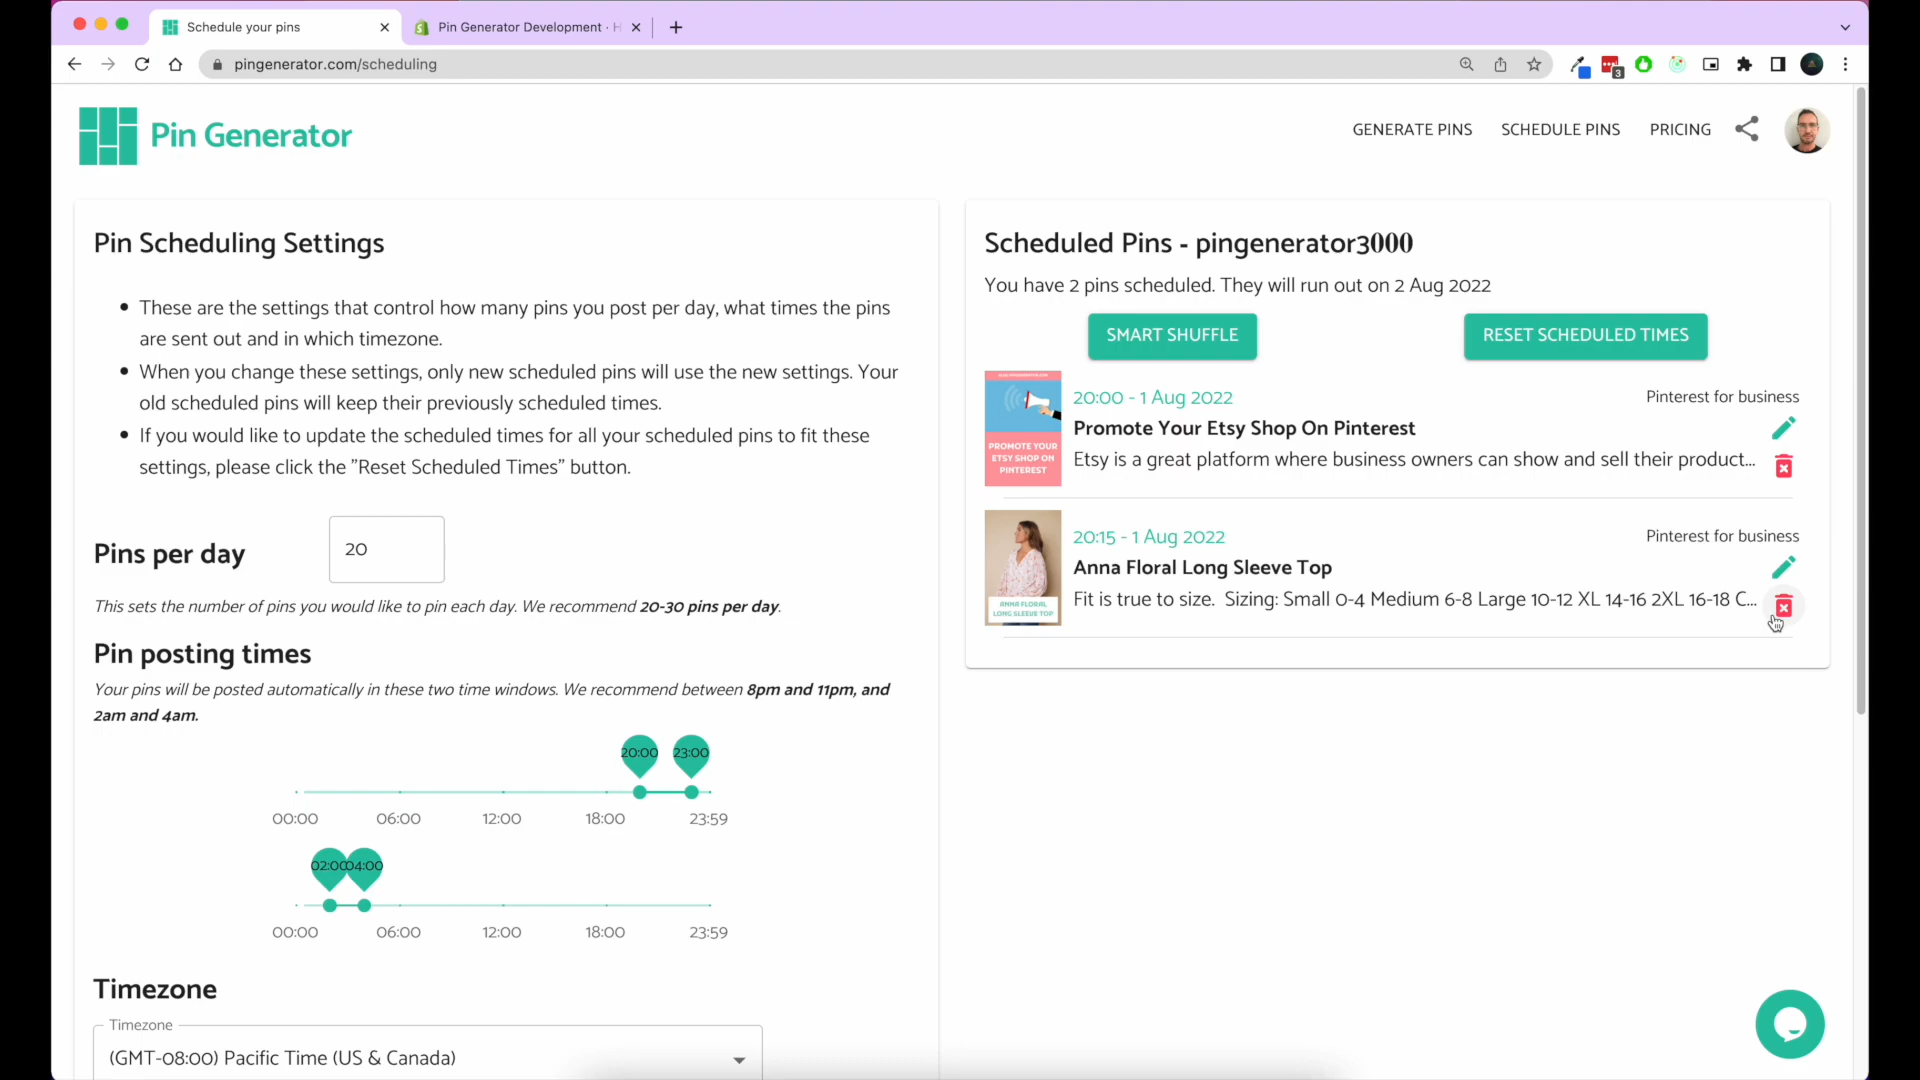 Schedule your pins
Pin Generator Development · H
pingenerator.com/scheduling
3
Pin Generator
GENERATE PINS
SCHEDULE PINS
PRICING
Pin Scheduling Settings
These are the settings that control how many pins you post per day, what times the pins
are sent out and in which timezone.
When you change these settings, only new scheduled pins will use the new settings. Your
old scheduled pins will keep their previously scheduled times.
If you would like to update the scheduled times for all your scheduled pins to fit these
settings, please click the "Reset Scheduled Times" button.
Pins per day
20
This sets the number of pins you would like to pin each day. We recommend 20-30 pins per day.
Pin posting times
Your pins will be posted automatically in these two time windows. We recommend between 8pm and 11pm, and
2am and 4am.
20:00 23:00
00:00 06:00 12:00 18:00 23:59
02:00 04:00
00:00 06:00 12:00 18:00 23:59
Timezone
Timezone
(GMT-08:00) Pacific Time (US & Canada)
Scheduled Pins - pingenerator3000
You have 2 pins scheduled. They will run out on 2 Aug 2022
SMART SHUFFLE
RESET SCHEDULED TIMES
PROMOTE YOUR
ETSY SHOP ON
PINTEREST
20:00 - 1 Aug 2022
Pinterest for business
Promote Your Etsy Shop On Pinterest
Etsy is a great platform where business owners can show and sell their product...
ANNA FLORAL
LONG SLEEVE TOP
20:15 - 1 Aug 2022
Pinterest for business
Anna Floral Long Sleeve Top
Fit is true to size. Sizing: Small 0-4 Medium 6-8 Large 10-12 XL 14-16 2XL 16-18 C...